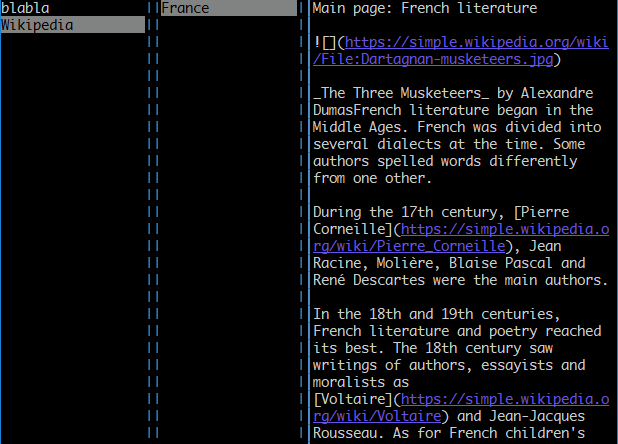 blabla
Wikipedia
France
Main page: French literature
![](https://simple.wikipedia.org/wiki
/File:Dartagnan-musketeers.jpg)
_The Three Musketeers_ by Alexandre
DumasFrench literature began in the
Middle Ages. French was divided into
several dialects at the time. Some
authors spelled words differently
from one other.
During the 17th century, [Pierre
Corneille](https://simple.wikipedia.o
rg/wiki/Pierre_Corneille), Jean
Racine, Molière, Blaise Pascal and
René Descartes were the main authors.
In the 18th and 19th centuries,
French literature and poetry reached
its best. The 18th century saw
writings of authors, essayists and
moralists as
[Voltaire](https://simple.wikipedia.o
rg/wiki/Voltaire) and Jean-Jacques
Rousseau. As for French children's